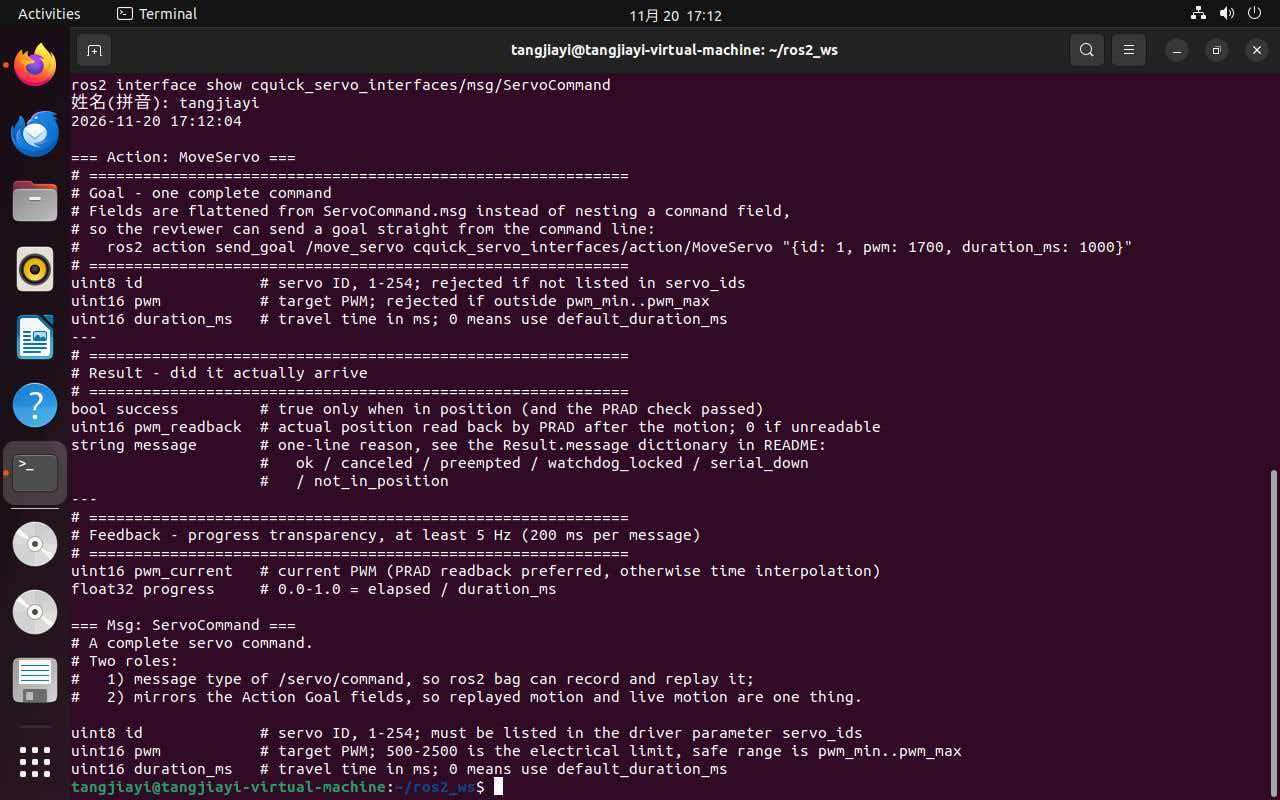 Activities
Terminal
11月 20 17:12
tangjiayi@tangjiayi-virtual-machine: ~/ros2_ws
ros2 interface show cquick_servo_interfaces/msg/ServoCommand
姓名(拼音): tangjiayi
2026-11-20 17:12:04
=== Action: MoveServo ===
# ============================================================
# Goal - one complete command
# Fields are flattened from ServoCommand.msg instead of nesting a command field,
# so the reviewer can send a goal straight from the command line:
#   ros2 action send_goal /move_servo cquick_servo_interfaces/action/MoveServo "{id: 1, pwm: 1700, duration_ms: 1000}"
# ============================================================
uint8 id             # servo ID, 1-254; rejected if not listed in servo_ids
uint16 pwm           # target PWM; rejected if outside pwm_min..pwm_max
uint16 duration_ms   # travel time in ms; 0 means use default_duration_ms
---
# ============================================================
# Result - did it actually arrive
# ============================================================
bool success         # true only when in position (and the PRAD check passed)
uint16 pwm_readback  # actual position read back by PRAD after the motion; 0 if unreadable
string message       # one-line reason, see the Result.message dictionary in README:
                     #   ok / canceled / preempted / watchdog_locked / serial_down
                     #   / not_in_position
---
# ============================================================
# Feedback - progress transparency, at least 5 Hz (200 ms per message)
# ============================================================
uint16 pwm_current   # current PWM (PRAD readback preferred, otherwise time interpolation)
float32 progress     # 0.0-1.0 = elapsed / duration_ms
=== Msg: ServoCommand ===
# A complete servo command.
# Two roles:
#   1) message type of /servo/command, so ros2 bag can record and replay it;
#   2) mirrors the Action Goal fields, so replayed motion and live motion are one thing.
uint8 id             # servo ID, 1-254; must be listed in the driver parameter servo_ids
uint16 pwm           # target PWM; 500-2500 is the electrical limit, safe range is pwm_min..pwm_max
uint16 duration_ms   # travel time in ms; 0 means use default_duration_ms
tangjiayi@tangjiayi-virtual-machine:~/ros2_ws$